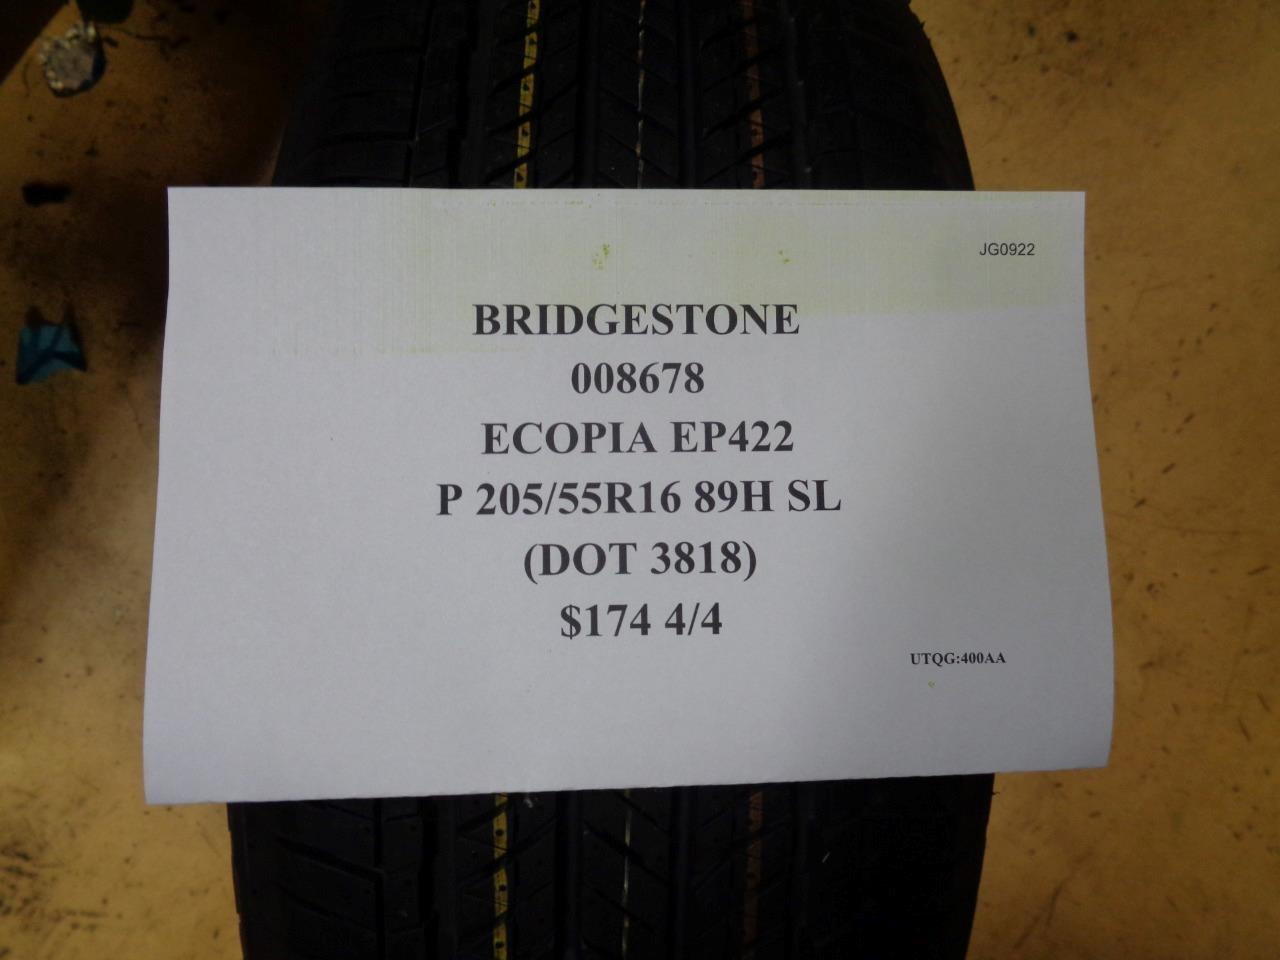 JG0922
BRIDGESTONE
008678
ECOPIA EP422
P 205/55R16 89H SL
(DOT 3818)
$174 4/4
UTQG:400AA